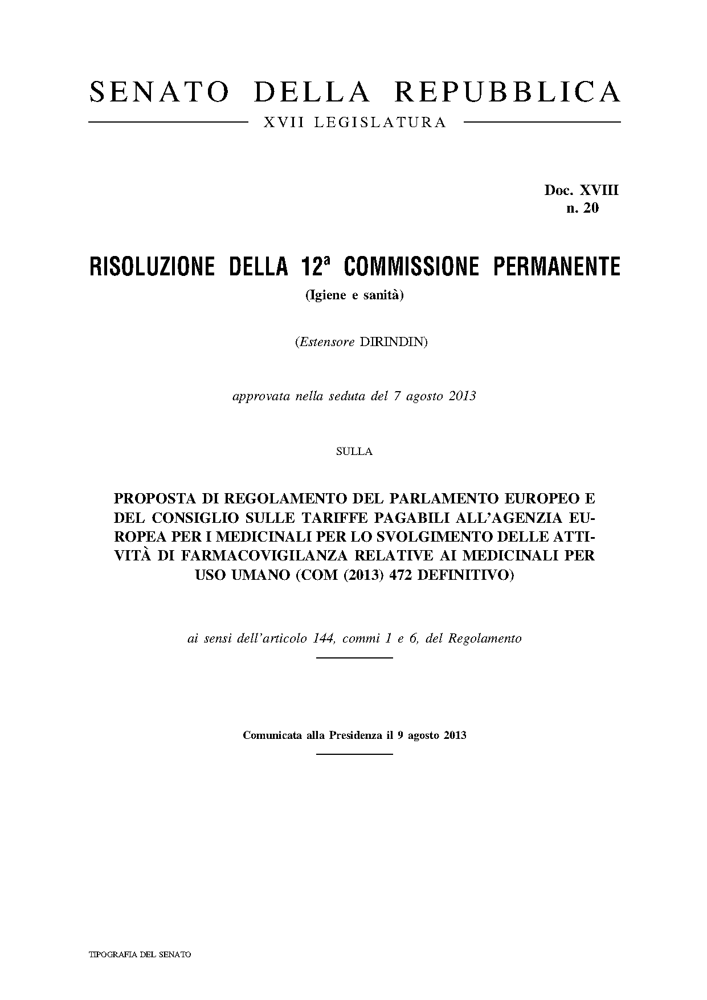 SENATO DELLA REPUBBLICA
XVII LEGISLATURA
Doc. XVIII
n. 20
RISOLUZIONE DELLA 12ª COMMISSIONE PERMANENTE
(Igiene e sanità)
(Estensore DIRINDIN)
approvata nella seduta del 7 agosto 2013
SULLA
PROPOSTA DI REGOLAMENTO DEL PARLAMENTO EUROPEO E
DEL CONSIGLIO SULLE TARIFFE PAGABILI ALL'AGENZIA EU-
ROPEA PER I MEDICINALI PER LO SVOLGIMENTO DELLE ATTI-
VITÀ DI FARMACOVIGILANZA RELATIVE AI MEDICINALI PER
USO UMANO (COM (2013) 472 DEFINITIVO)
ai sensi dell'articolo 144, commi 1 e 6, del Regolamento
Comunicata alla Presidenza il 9 agosto 2013
TIPOGRAFIA DEL SENATO